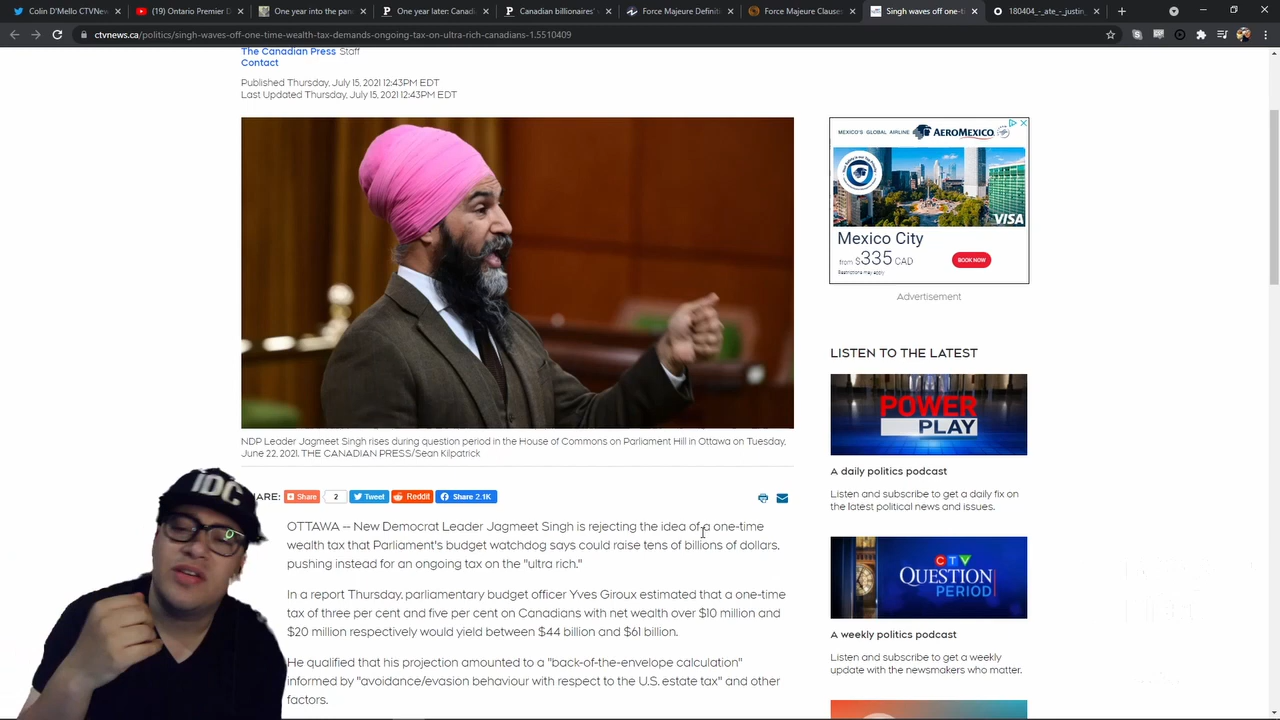 Colin D'Mello CTVNew
(19) Ontario Premier D
One year later Canadi
Canadian billionaires'
Force Majeure Definiti
Force Majeure Clauses
Singh waves off one-t
180404_-_ate_-_justin_
ctvnews.ca/politics/singh-waves-off-one-time-wealth-tax-demands-ongoing-tax-on-ultra-rich-canadians-1.5510409
The Canadian Press Staff
Contact
Published Thursday, July 15, 2021 12:43PM EDT
Last Updated Thursday, July 15, 2021 12:43PM EDT
MEXICO'S GLOBAL AIRLINE AEROMEXICO
VISA
Mexico City
from $335 CAD
Restrictions may apply
BOOK NOW
Advertisement
LISTEN TO THE LATEST
POWER
PLAY
A daily politics podcast
Listen and subscribe to get a daily fix on
the latest political news and issues.
CTV
QUESTION
PERIOD
A weekly politics podcast
Listen and subscribe to get a weekly
update with the newsmakers who matter.
NDP Leader Jagmeet Singh rises during question period in the House of Commons on Parliament Hill in Ottawa on Tuesday,
June 22, 2021. THE CANADIAN PRESS/Sean Kilpatrick
HARE: Share 2 Tweet Reddit Share 2.1K
IDC
OTTAWA -- New Democrat Leader Jagmeet Singh is rejecting the idea of a one-time
wealth tax that Parliament's budget watchdog says could raise tens of billions of dollars,
pushing instead for an ongoing tax on the "ultra rich."
In a report Thursday, parliamentary budget officer Yves Giroux estimated that a one-time
tax of three per cent and five per cent on Canadians with net wealth over $10 million and
$20 million respectively would yield between $44 billion and $61 billion.
He qualified that his projection amounted to a "back-of-the-envelope calculation"
informed by "avoidance/evasion behaviour with respect to the U.S. estate tax" and other
factors.